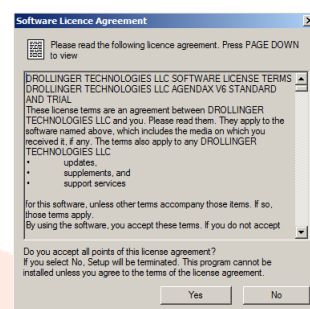 Software Licence Agreement
Please read the following licence agreement. Press PAGE DOWN
to view
DROLLINGER TECHNOLOGIES LLC SOFTWARE LICENSE TERMS
DROLLINGER TECHNOLOGIES LLC AGENDAX V6 STANDARD
AND TRIAL
These license terms are an agreement between DROLLINGER
TECHNOLOGIES LLC and you. Please read them. They apply to the
software named above, which includes the media on which you
received it, if any. The terms also apply to any DROLLINGER
TECHNOLOGIES LLC
• updates,
• supplements, and
• support services
for this software, unless other terms accompany those items. If so,
those terms apply.
By using the software, you accept these terms. If you do not accept
Do you accept all points of this license agreement?
If you select No, Setup will be terminated. This program cannot be
installed unless you agree to the terms of the license agreement.
Yes No